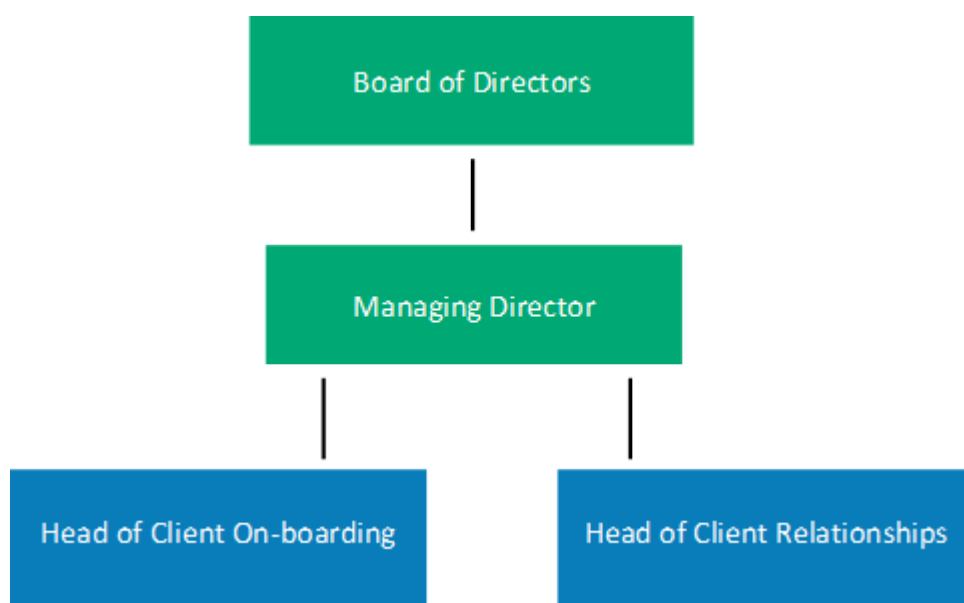 Board of Directors
Managing Director
Head of Client On-boarding
Head of Client Relationships